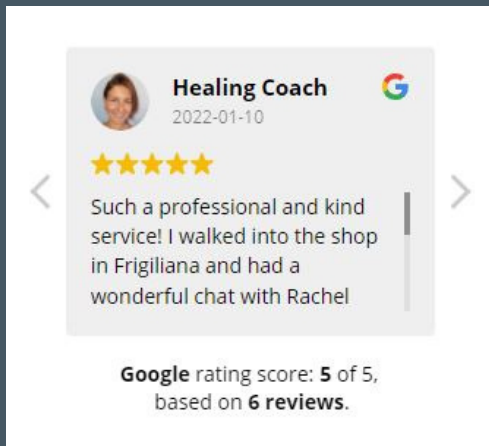 Healing Coach
2022-01-10
Such a professional and kind
service! I walked into the shop
in Frigiliana and had a
wonderful chat with Rachel
Google rating score: 5 of 5,
based on 6 reviews.